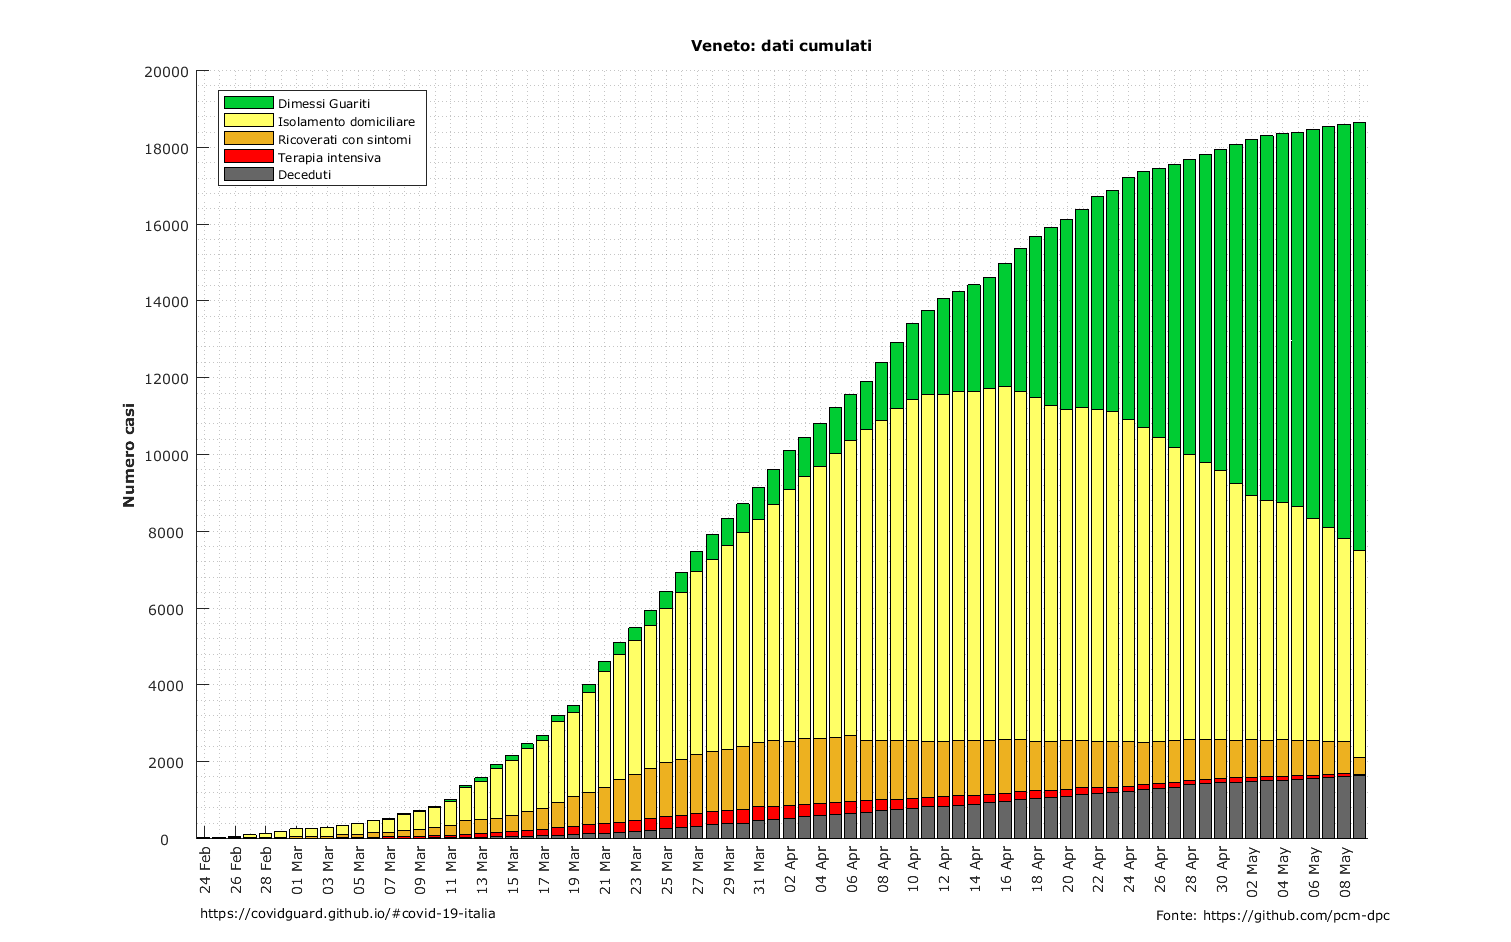 Veneto: dati cumulati
20000
18000
16000
14000
12000
10000
8000
6000
4000
2000
0
Numero casi
Dimessi Guariti
Isolamento domiciliare
Ricoverati con sintomi
Terapia intensiva
Deceduti
24 Feb
26 Feb
28 Feb
01 Mar
03 Mar
05 Mar
07 Mar
09 Mar
11 Mar
13 Mar
15 Mar
17 Mar
19 Mar
21 Mar
23 Mar
25 Mar
27 Mar
29 Mar
31 Mar
02 Apr
04 Apr
06 Apr
08 Apr
10 Apr
12 Apr
14 Apr
16 Apr
18 Apr
20 Apr
22 Apr
24 Apr
26 Apr
28 Apr
30 Apr
02 May
04 May
06 May
08 May
https://covidguard.github.io/#covid-19-italia
Fonte: https://github.com/pcm-dpc